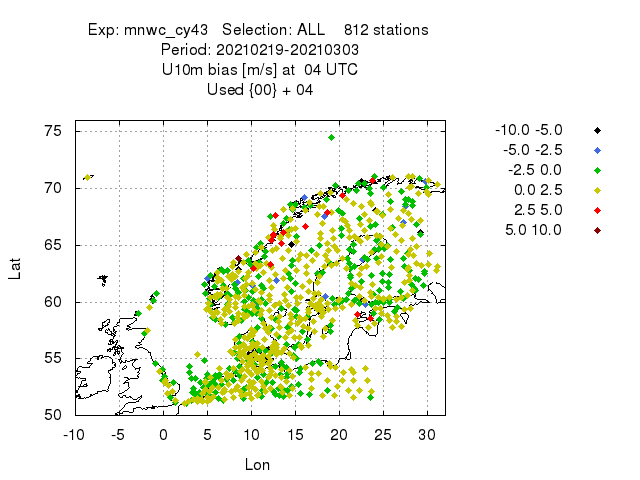 Exp: mnwc_cy43 Selection: ALL 812 stations
Period: 20210219-20210303
U10m bias [m/s] at 04 UTC
Used {00} + 04
75
70
65
60
55
50
Lat
-10 -5 0 5 10 15 20 25 30
Lon
-10.0 -5.0
-5.0 -2.5
-2.5 0.0
0.0 2.5
2.5 5.0
5.0 10.0